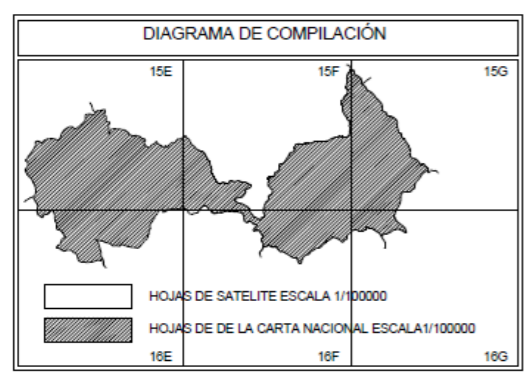 DIAGRAMA DE COMPILACIÓN
15E 15F 15G
HOJAS DE SATELITE ESCALA 1/100000
HOJAS DE DE LA CARTA NACIONAL ESCALA1/100000
16E 16F 16G